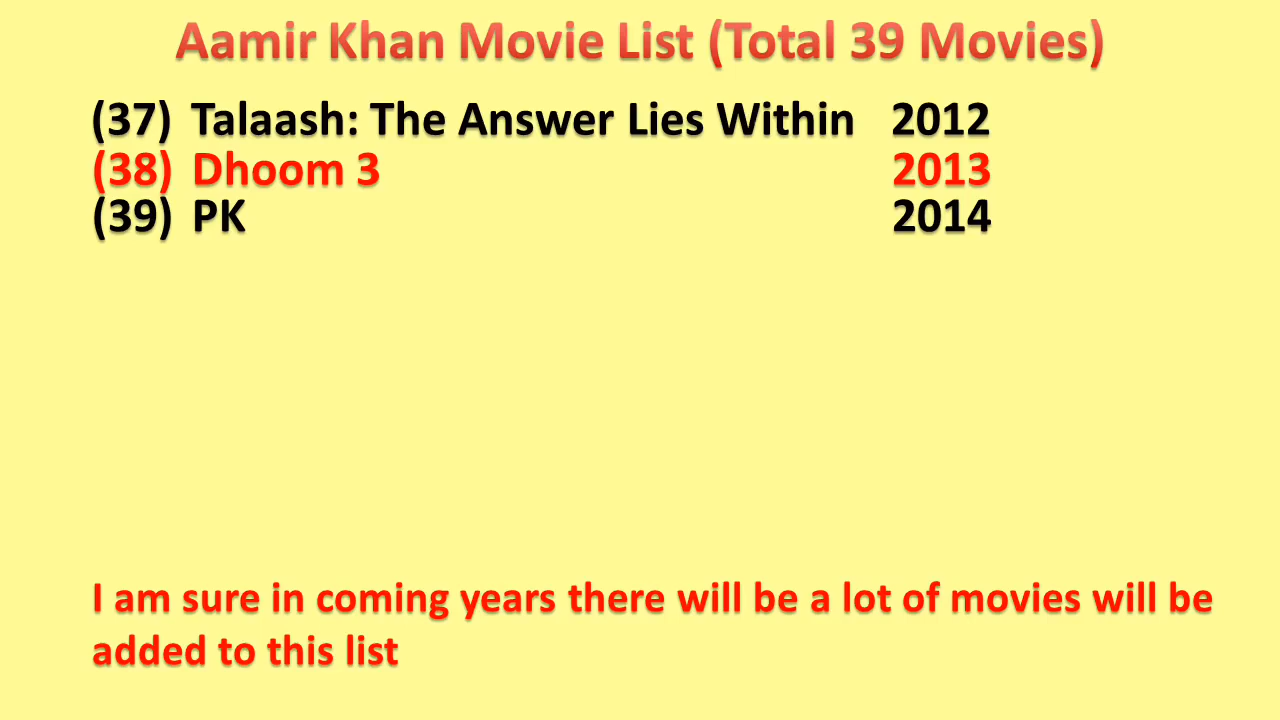 Aamir Khan Movie List (Total 39 Movies)
(37) Talaash: The Answer Lies Within 2012
(38) Dhoom 3 2013
(39) PK 2014
I am sure in coming years there will be a lot of movies will be
added to this list